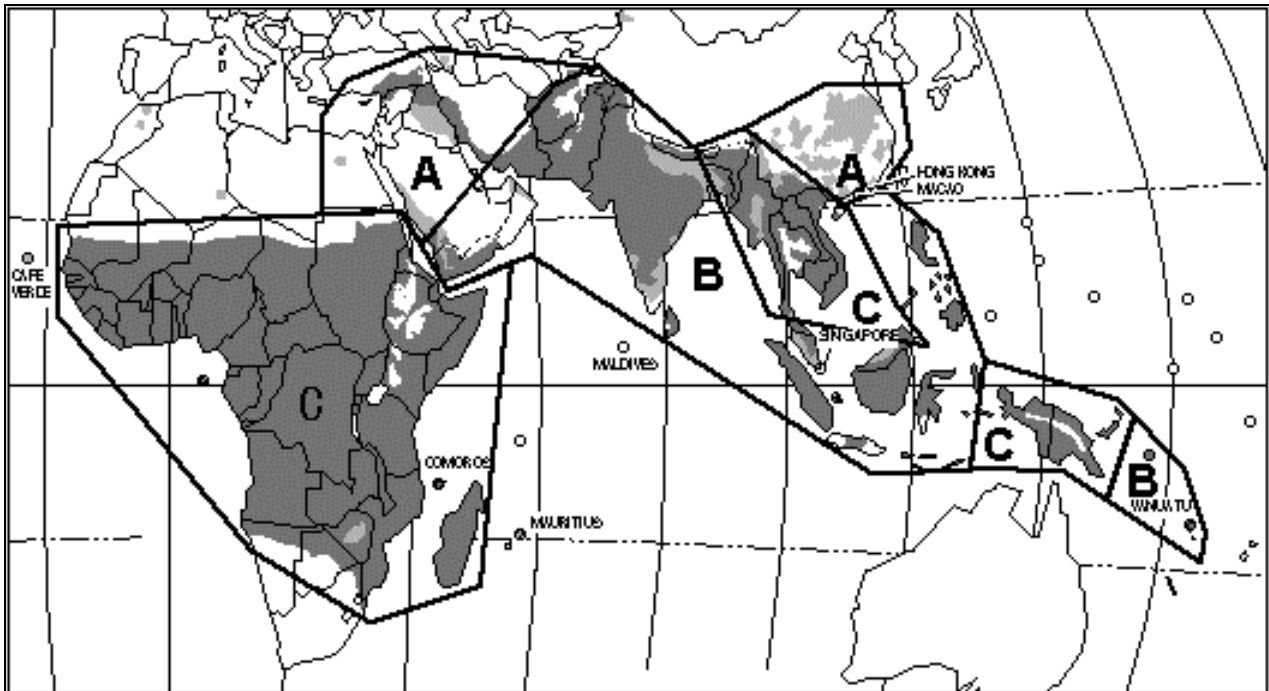 A
A
HONG KONG
MACAO
CAPE
VERDE
B
C
SINGAPORE
MALDIVES
C
COMOROS
C
B
VANUATU
MAURITIUS